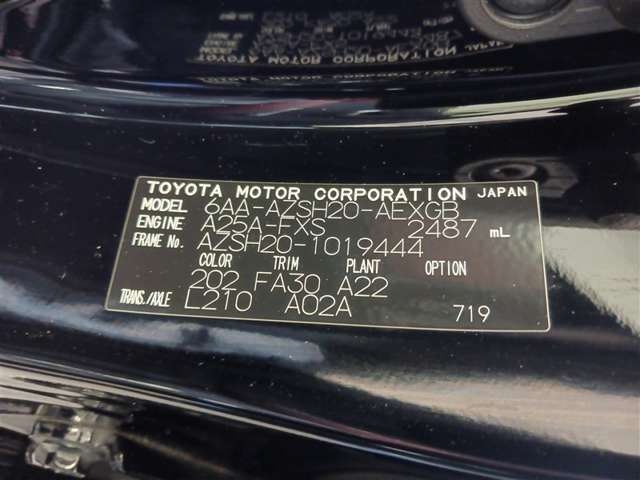 TOYOTA MOTOR CORPORATION JAPAN
MODEL 6AA-AZSH20-AEXGB
ENGINE A25A-FXS 2487 mL
FRAME No. AZSH20-1019444
COLOR TRIM PLANT OPTION
202 FA30 A22
TRANS./AXLE L210 A02A 719